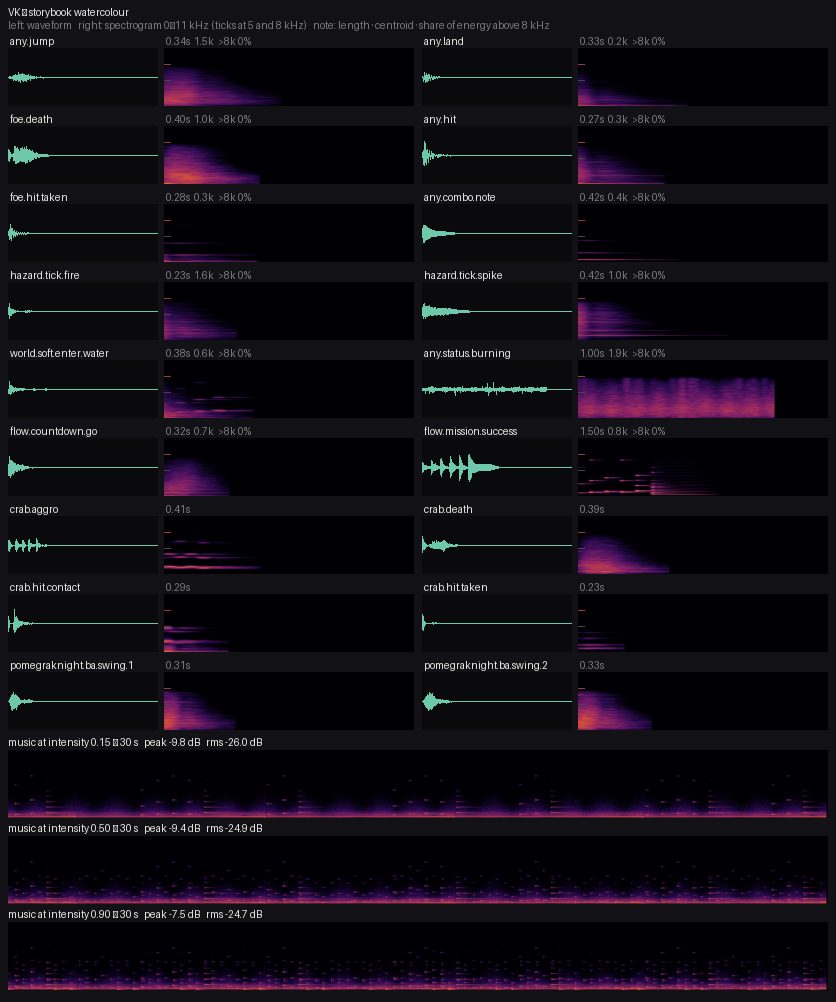 VK▯storybook watercolour
left: waveform right: spectrogram 0▯11 kHz (ticks at 5 and 8 kHz) note: length · centroid · share of energy above 8 kHz
any.jump 0.34s 1.5k >8k 0% any.land 0.33s 0.2k >8k 0%
foe.death 0.40s 1.0k >8k 0% any.hit 0.27s 0.3k >8k 0%
foe.hit.taken 0.28s 0.3k >8k 0% any.combo.note 0.42s 0.4k >8k 0%
hazard.tick.fire 0.23s 1.6k >8k 0% hazard.tick.spike 0.42s 1.0k >8k 0%
world.soft.enter.water 0.38s 0.6k >8k 0% any.status.burning 1.00s 1.9k >8k 0%
flow.countdown.go 0.32s 0.7k >8k 0% flow.mission.success 1.50s 0.8k >8k 0%
crab.aggro 0.41s crab.death 0.39s
crab.hit.contact 0.29s crab.hit.taken 0.23s
pomegraknight.ba.swing.1 0.31s pomegraknight.ba.swing.2 0.33s
music at intensity 0.15 ▯ 30 s peak -9.8 dB rms -26.0 dB
music at intensity 0.50 ▯ 30 s peak -9.4 dB rms -24.9 dB
music at intensity 0.90 ▯ 30 s peak -7.5 dB rms -24.7 dB